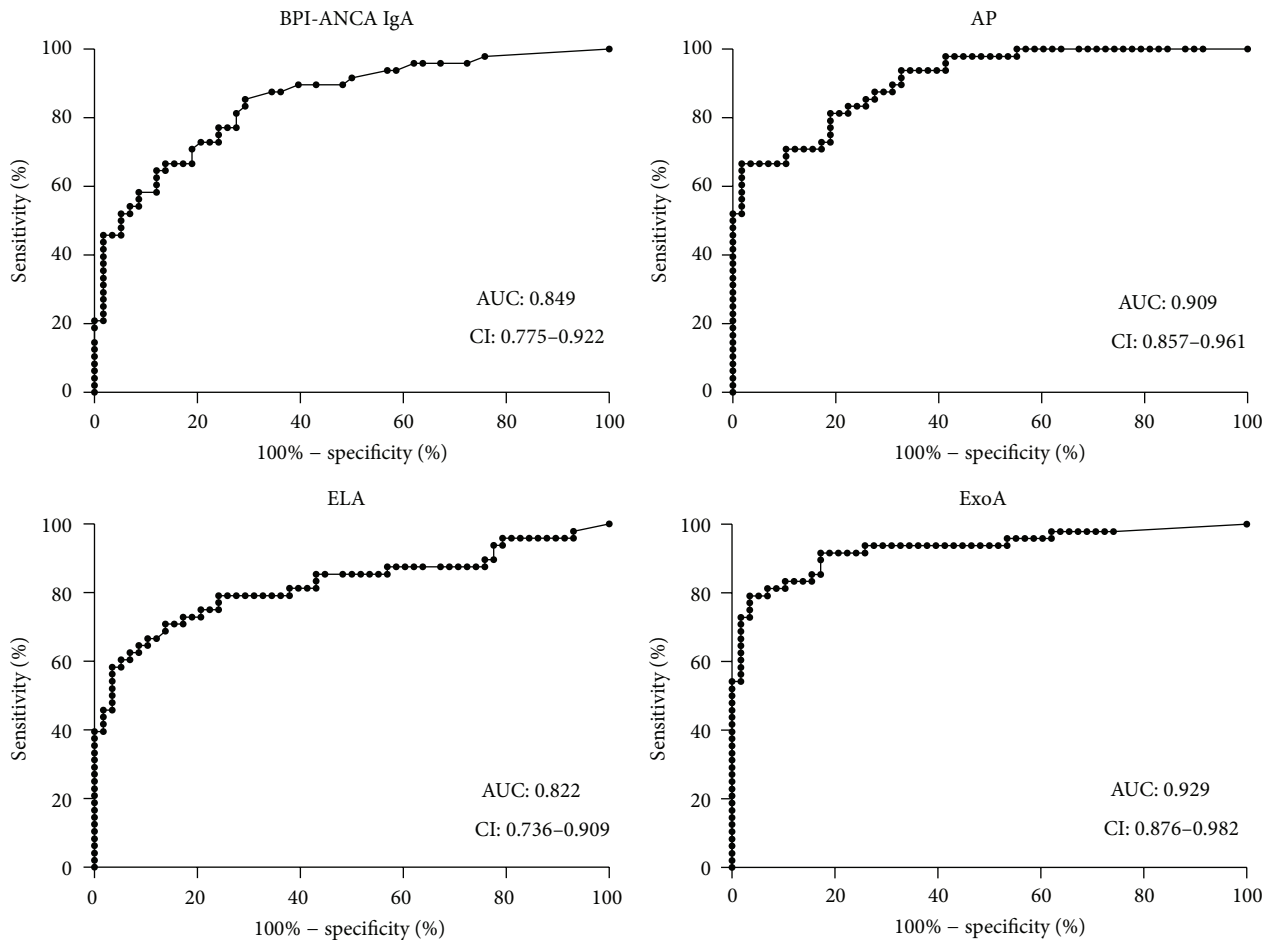 BPI-ANCA IgA
Sensitivity (%)
100
80
60
40
20
0
AUC: 0.849
CI: 0.775–0.922
0 20 40 60 80 100
100% − specificity (%)
AP
Sensitivity (%)
100
80
60
40
20
0
AUC: 0.909
CI: 0.857–0.961
0 20 40 60 80 100
100% − specificity (%)
ELA
Sensitivity (%)
100
80
60
40
20
0
AUC: 0.822
CI: 0.736–0.909
0 20 40 60 80 100
100% − specificity (%)
ExoA
Sensitivity (%)
100
80
60
40
20
0
AUC: 0.929
CI: 0.876–0.982
0 20 40 60 80 100
100% − specificity (%)